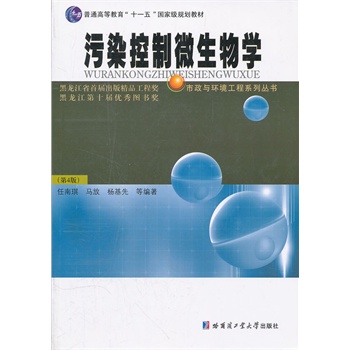 普通高等教育“十一五”国家级规划教材
污染控制微生物学
WURANKONGZHIWEISHENGWUXUE
黑龙江省首届出版精品工程奖
黑龙江第十届优秀图书奖
市政与环境工程系列丛书
(第4版)
任南琪 马放 杨基先 等编著
哈尔滨工业大学出版社